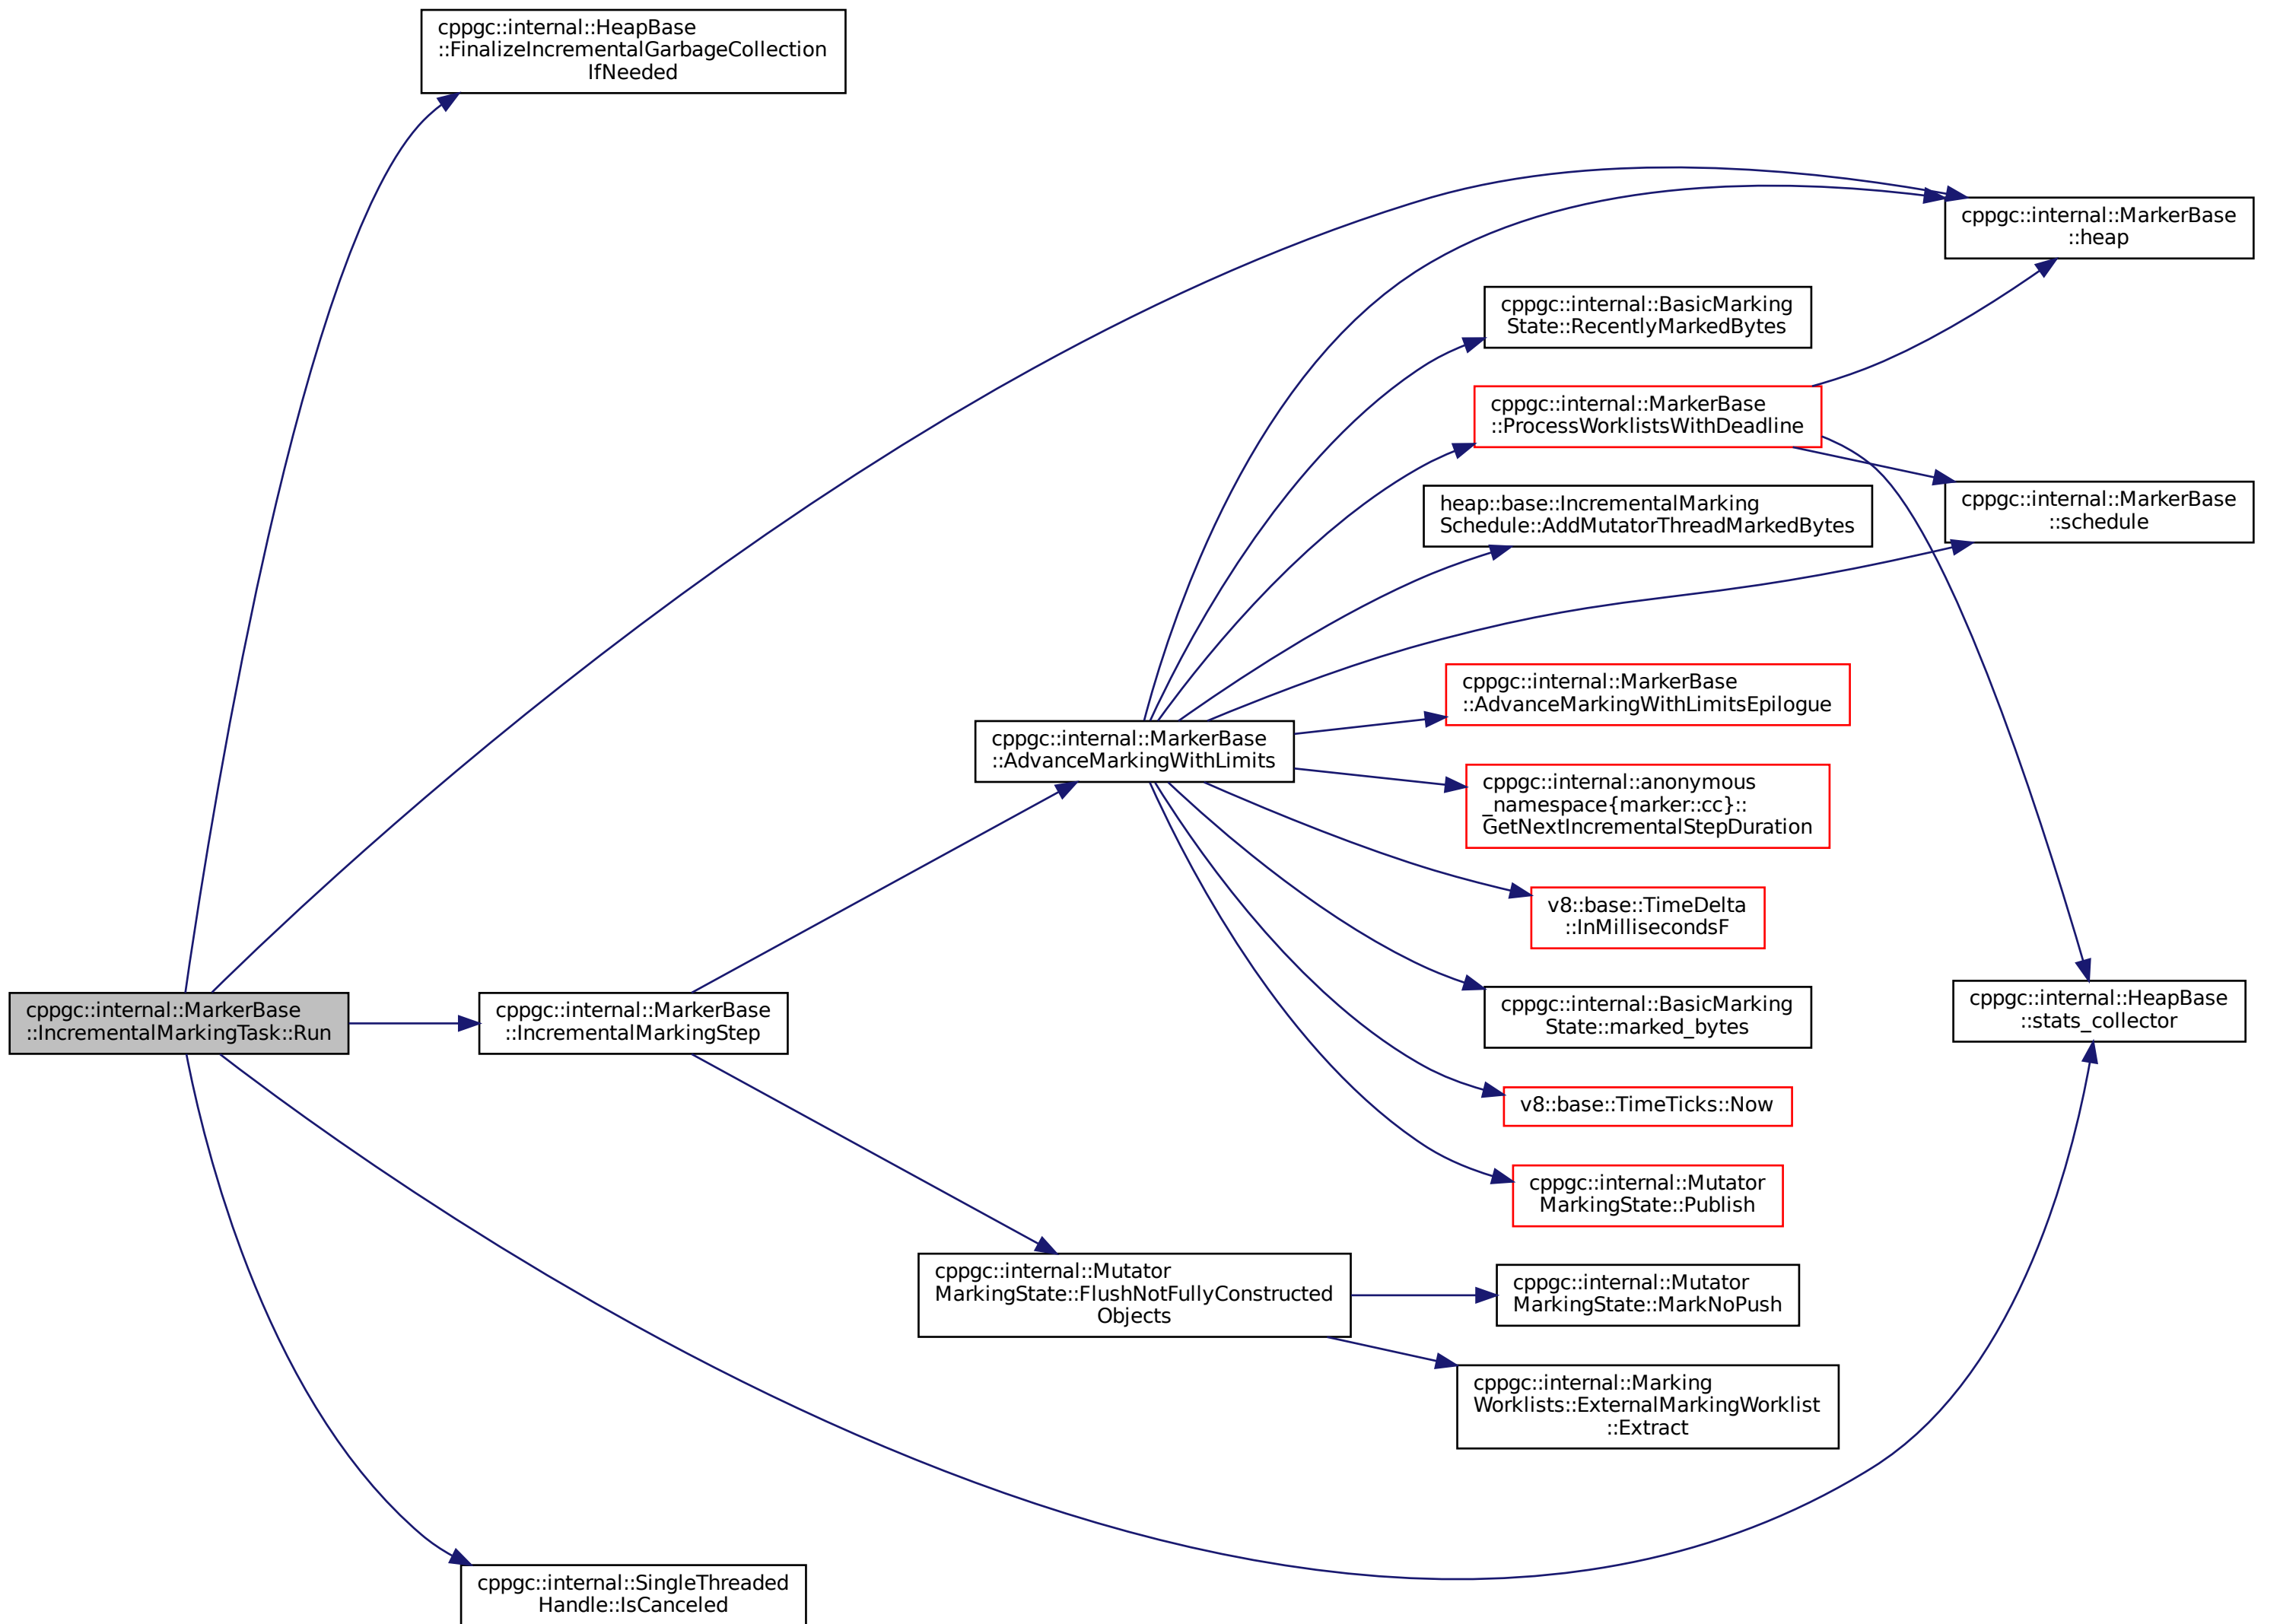 cppgc::internal::HeapBase
::FinalizeIncrementalGarbageCollection
IfNeeded
cppgc::internal::MarkerBase
::heap
cppgc::internal::BasicMarking
State::RecentlyMarkedBytes
cppgc::internal::MarkerBase
::ProcessWorklistsWithDeadline
heap::base::IncrementalMarking
Schedule::AddMutatorThreadMarkedBytes
cppgc::internal::MarkerBase
::schedule
cppgc::internal::MarkerBase
::AdvanceMarkingWithLimitsEpilogue
cppgc::internal::MarkerBase
::AdvanceMarkingWithLimits
cppgc::internal::anonymous
_namespace{marker::cc}::
GetNextIncrementalStepDuration
v8::base::TimeDelta
::InMillisecondsF
cppgc::internal::MarkerBase
::IncrementalMarkingTask::Run
cppgc::internal::MarkerBase
::IncrementalMarkingStep
cppgc::internal::BasicMarking
State::marked_bytes
cppgc::internal::HeapBase
::stats_collector
v8::base::TimeTicks::Now
cppgc::internal::Mutator
MarkingState::Publish
cppgc::internal::Mutator
MarkingState::FlushNotFullyConstructed
Objects
cppgc::internal::Mutator
MarkingState::MarkNoPush
cppgc::internal::Marking
Worklists::ExternalMarkingWorklist
::Extract
cppgc::internal::SingleThreaded
Handle::IsCanceled